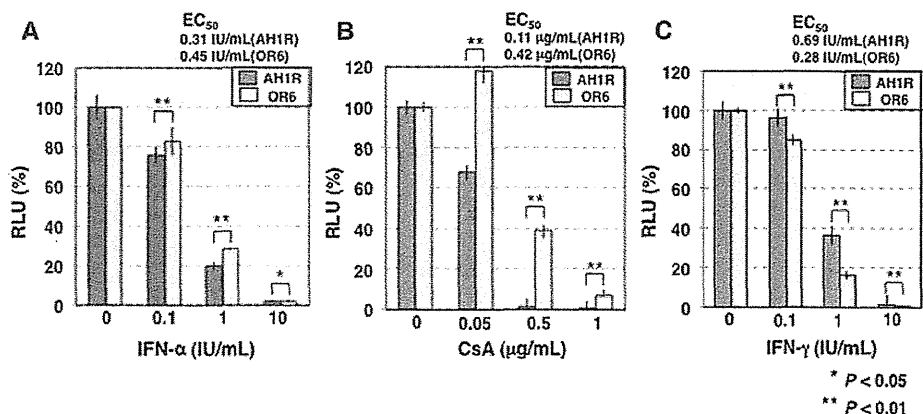 A
EC50
0.31 IU/mL(AH1R)
0.45 IU/mL(OR6)
AH1R
OR6
RLU (%)
120
100
80
60
40
20
0
**
**
*
0 0.1 1 10
IFN-α (IU/mL)
B
EC50
0.11 μg/mL(AH1R)
0.42 μg/mL(OR6)
AH1R
OR6
RLU (%)
120
100
80
60
40
20
0
**
**
**
0 0.05 0.5 1
CsA (μg/mL)
C
EC50
0.69 IU/mL(AH1R)
0.28 IU/mL(OR6)
AH1R
OR6
RLU (%)
120
100
80
60
40
20
0
**
**
**
0 0.1 1 10
IFN-γ (IU/mL)
* P < 0.05
** P < 0.01